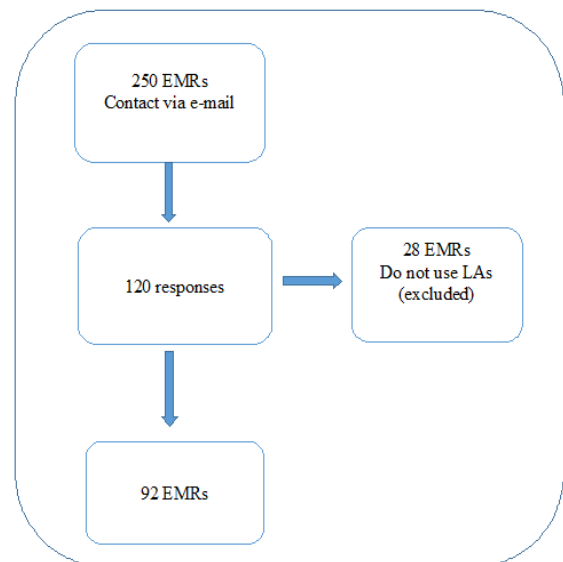 250 EMRs
Contact via e-mail
120 responses
28 EMRs
Do not use LAs
(excluded)
92 EMRs